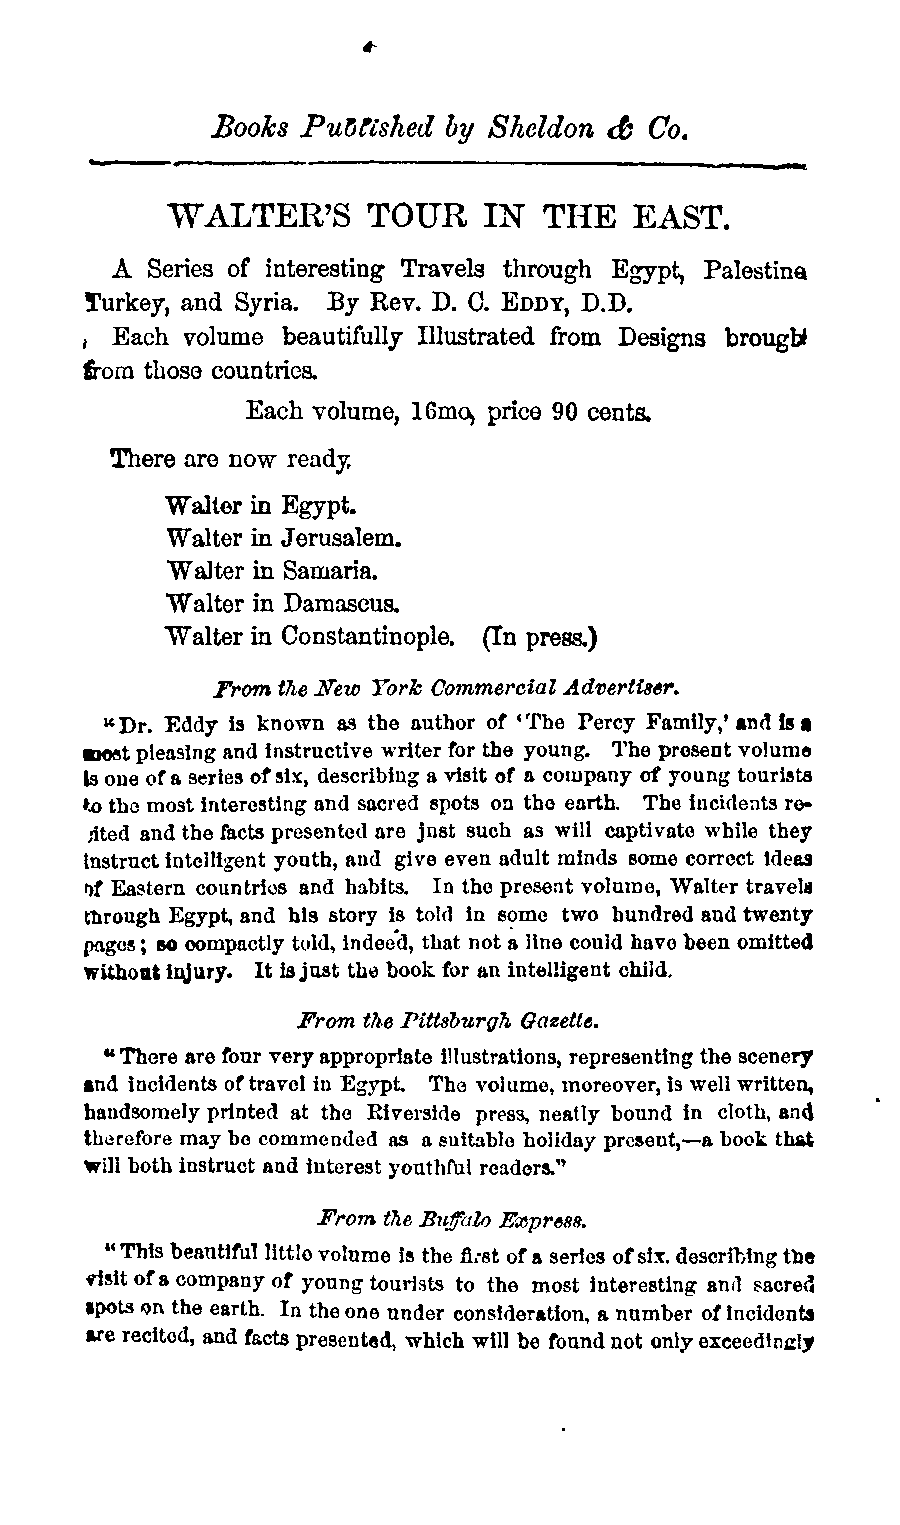 Books Published by Sheldon & Co.
WALTER'S TOUR IN THE EAST.
A Series of interesting Travels through Egypt, Palestina
Turkey, and Syria. By Rev. D. C. EDDY, D.D.
Each volume beautifully Illustrated from Designs brought
from those countries.
Each volume, 16mo, price 90 cents.
There are now ready,
Walter in Egypt.
Walter in Jerusalem.
Walter in Samaria.
Walter in Damascus.
Walter in Constantinople. (In press.)
From the New York Commercial Advertiser.
"Dr. Eddy is known as the author of 'The Percy Family,' and is a
most pleasing and instructive writer for the young. The present volume
is one of a series of six, describing a visit of a company of young tourists
to the most interesting and sacred spots on the earth. The incidents re-
cited and the facts presented are just such as will captivate while they
instruct intelligent youth, and give even adult minds some correct ideas
of Eastern countries and habits. In the present volume, Walter travels
through Egypt, and his story is told in some two hundred and twenty
pages; so compactly told, indeed, that not a line could have been omitted
without injury. It is just the book for an intelligent child.
From the Pittsburgh Gazette.
"There are four very appropriate illustrations, representing the scenery
and incidents of travel in Egypt. The volume, moreover, is well written,
handsomely printed at the Riverside press, neatly bound in cloth, and
therefore may be commended as a suitable holiday present,—a book that
will both instruct and interest youthful readers."
From the Buffalo Express.
"This beautiful little volume is the first of a series of six. describing the
visit of a company of young tourists to the most interesting and sacred
spots on the earth. In the one under consideration, a number of incidents
are recited, and facts presented, which will be found not only exceedingly